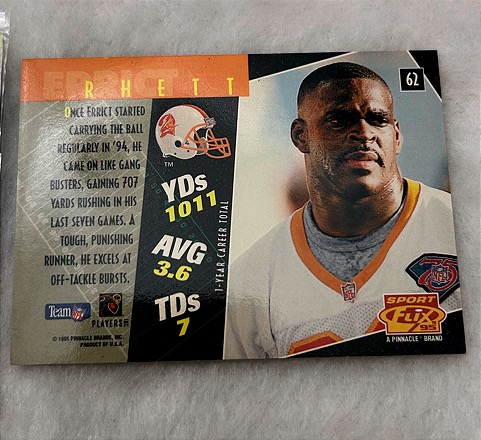 ERRICT
RHETT
62
ONCE ERRICT STARTED
CARRYING THE BALL
REGULARLY IN '94, HE
CAME ON LIKE GANG
BUSTERS, GAINING 707
YARDS RUSHING IN HIS
LAST SEVEN GAMES. A
TOUGH, PUNISHING
RUNNER, HE EXCELS AT
OFF-TACKLE BURSTS.
TM
YDS
1011
AVG
3.6
TDS
7
1-YEAR CAREER TOTAL
Team NFL
PLAYERS
© 1995 PINNACLE BRANDS, INC.
PRODUCT OF U.S.A.
NFL
75
SPORT
Flix
95
A PINNACLE® BRAND